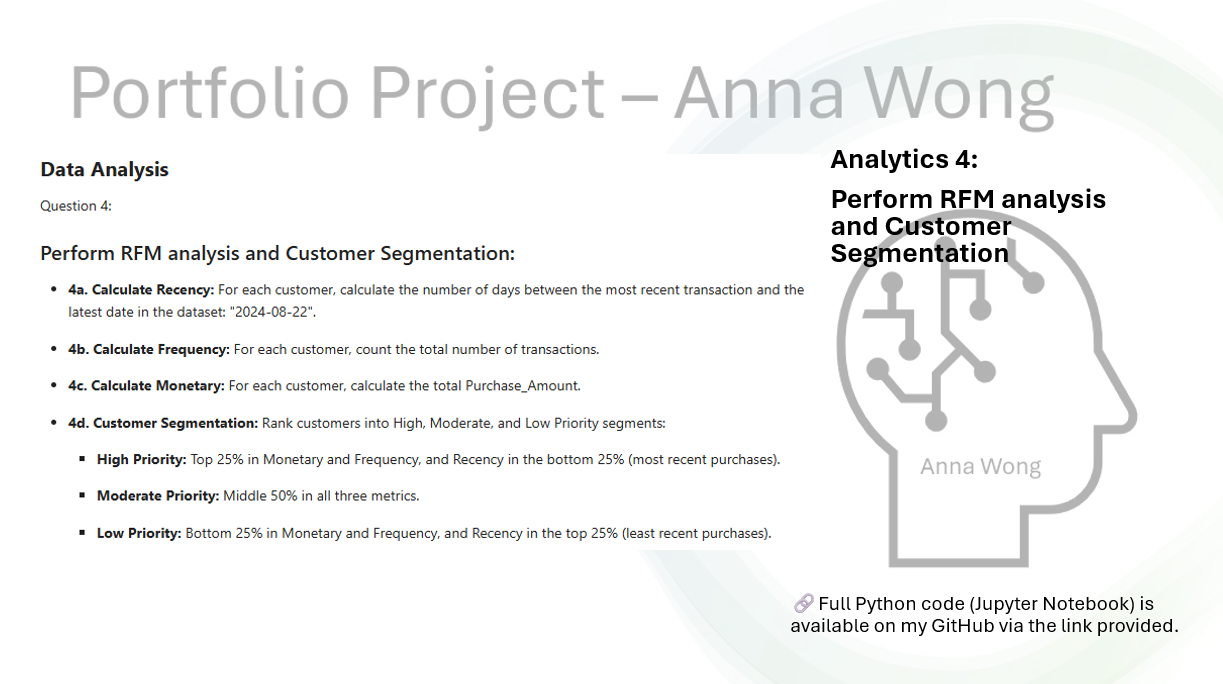 Portfolio Project – Anna Wong
Data Analysis
Question 4:
Perform RFM analysis and Customer Segmentation:
• 4a. Calculate Recency: For each customer, calculate the number of days between the most recent transaction and the
latest date in the dataset: "2024-08-22".
• 4b. Calculate Frequency: For each customer, count the total number of transactions.
• 4c. Calculate Monetary: For each customer, calculate the total Purchase_Amount.
• 4d. Customer Segmentation: Rank customers into High, Moderate, and Low Priority segments:
▪ High Priority: Top 25% in Monetary and Frequency, and Recency in the bottom 25% (most recent purchases).
▪ Moderate Priority: Middle 50% in all three metrics.
▪ Low Priority: Bottom 25% in Monetary and Frequency, and Recency in the top 25% (least recent purchases).
Analytics 4:
Perform RFM analysis
and Customer
Segmentation
Anna Wong
🔗 Full Python code (Jupyter Notebook) is
available on my GitHub via the link provided.